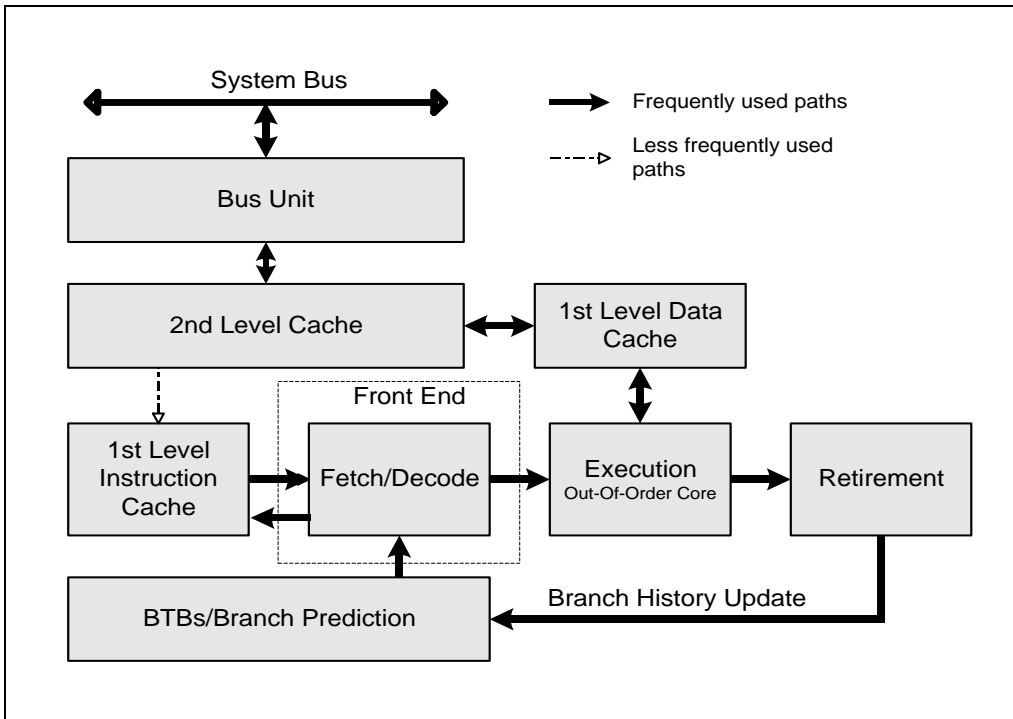 System Bus
Frequently used paths
Less frequently used
paths
Bus Unit
2nd Level Cache
1st Level Data
Cache
Front End
1st Level
Instruction
Cache
Fetch/Decode
Execution
Out-Of-Order Core
Retirement
BTBs/Branch Prediction
Branch History Update